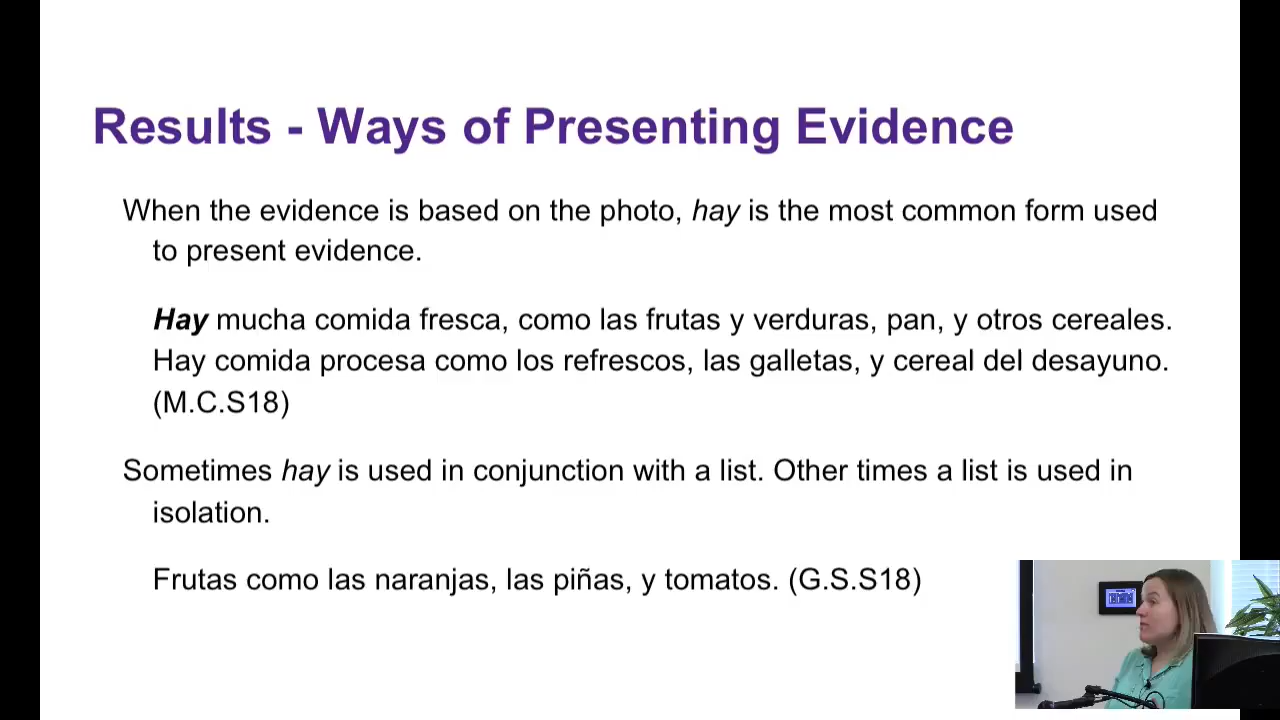 Results - Ways of Presenting Evidence
When the evidence is based on the photo, hay is the most common form used
to present evidence.
Hay mucha comida fresca, como las frutas y verduras, pan, y otros cereales.
Hay comida procesa como los refrescos, las galletas, y cereal del desayuno.
(M.C.S18)
Sometimes hay is used in conjunction with a list. Other times a list is used in
isolation.
Frutas como las naranjas, las piñas, y tomatos. (G.S.S18)